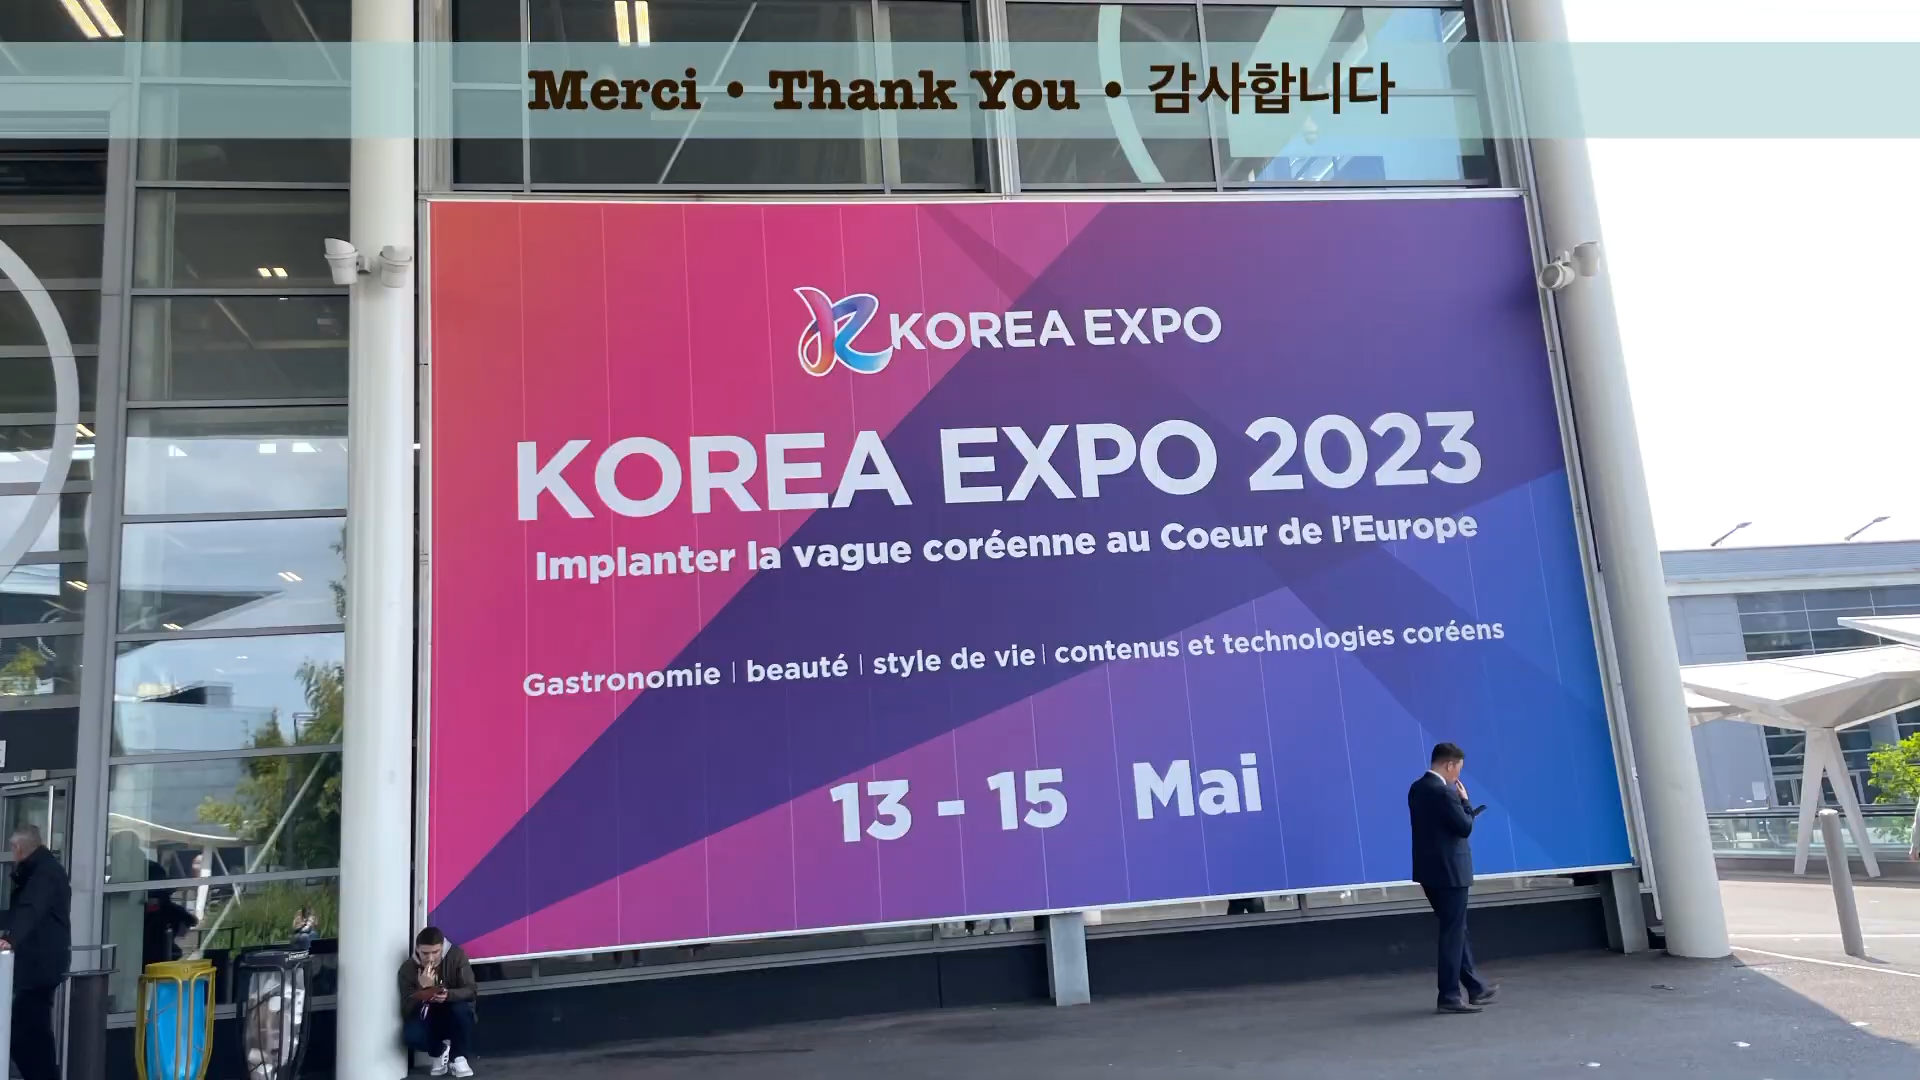 Merci • Thank You • 감사합니다
KOREA EXPO
KOREA EXPO 2023
Implanter la vague coréenne au Coeur de l'Europe
Gastronomie | beauté | style de vie | contenus et technologies coréens
13 - 15 Mai